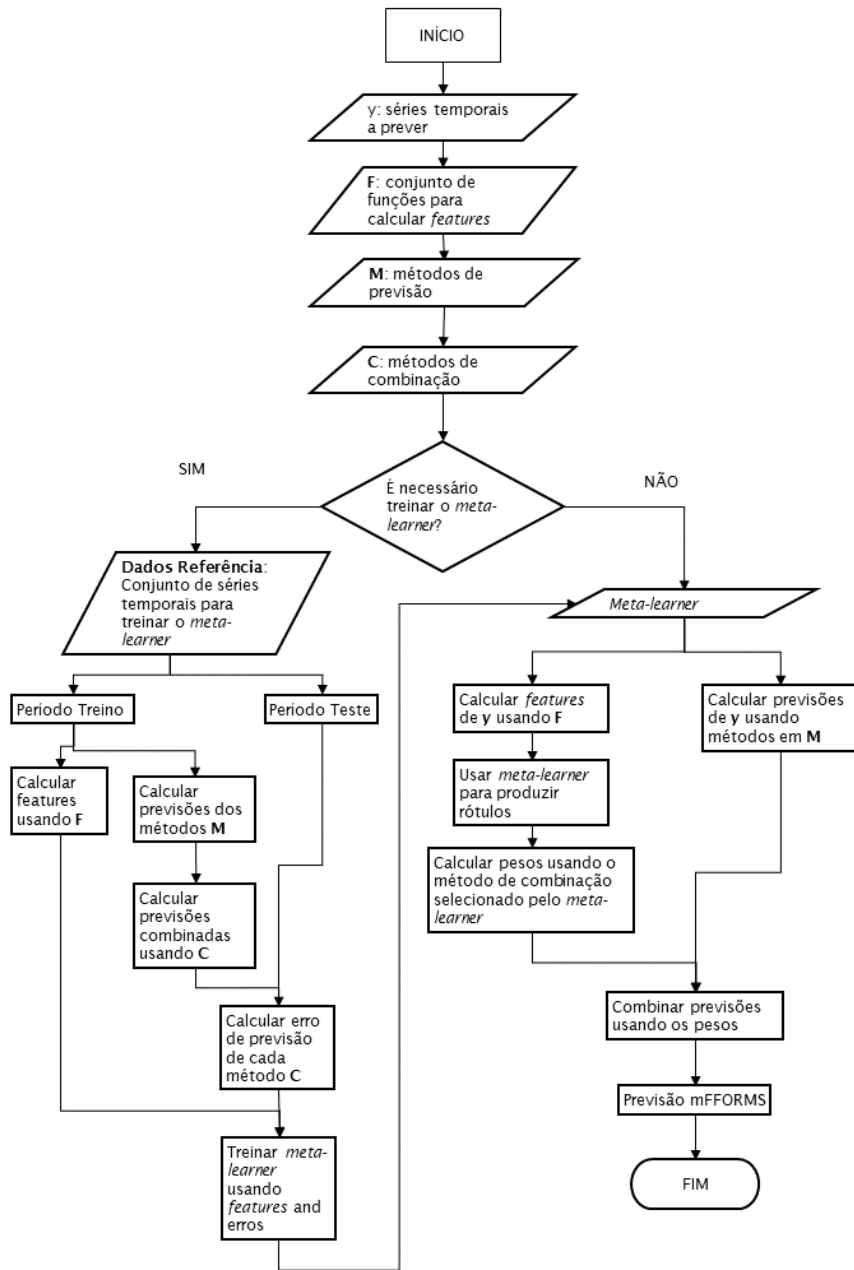 INÍCIO
y: séries temporais
a prever
F: conjunto de
funções para
calcular features
M: métodos de
previsão
C: métodos de
combinação
SIM
É necessário
treinar o meta-
learner?
NÃO
Dados Referência:
Conjunto de séries
temporais para
treinar o meta-
learner
Meta-learner
Periodo Treino
Periodo Teste
Calcular features
de y usando F
Calcular previsões
de y usando
métodos em M
Calcular
features
usando F
Calcular
previsões dos
métodos M
Usar meta-learner
para produzir
rótulos
Calcular pesos usando o
método de combinação
selecionado pelo meta-
learner
Calcular
previsões
combinadas
usando C
Calcular erro
de previsão
de cada
método C
Combinar previsões
usando os pesos
Previsão mFFORMS
Treinar meta-
learner
usando
features and
erros
FIM